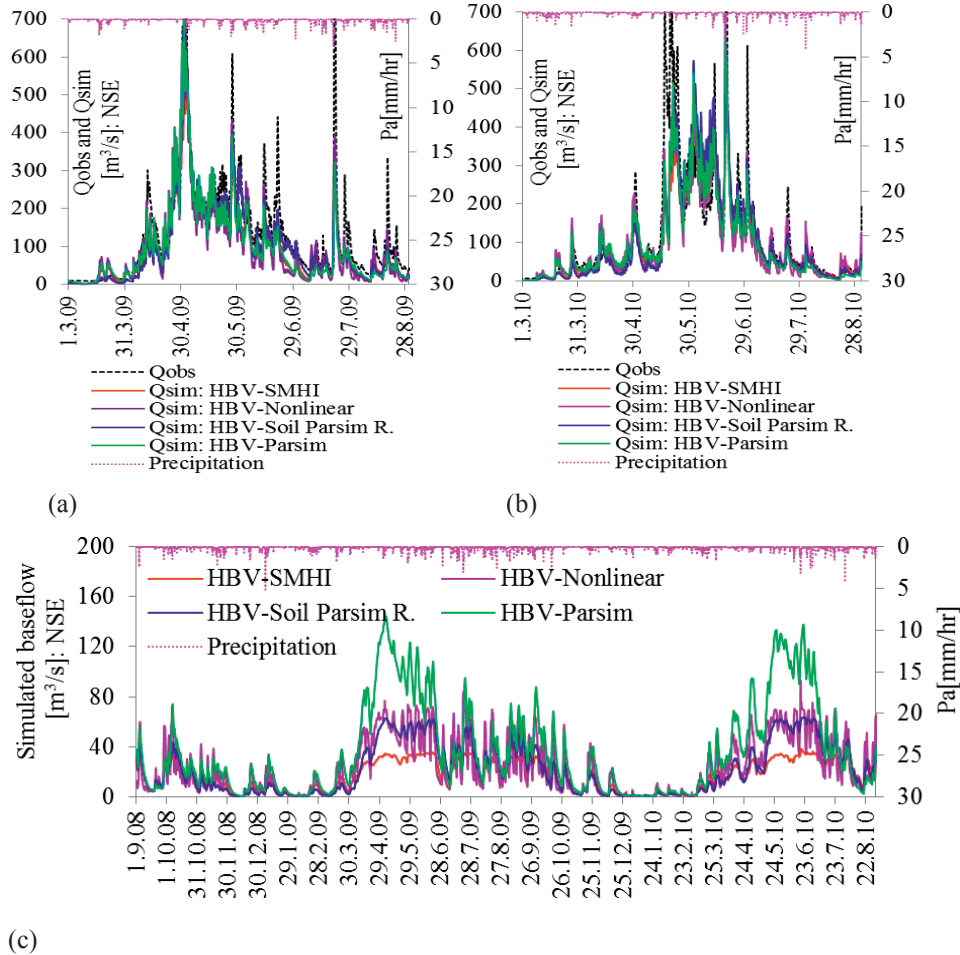 700
600
500
400
300
200
100
0
Qobs and Qsim
[m³/s]: NSE
0
5
10
15
20
25
30
Pa[mm/hr]
1.3.09
31.3.09
30.4.09
30.5.09
29.6.09
29.7.09
28.8.09
Qobs
Qsim: HBV-SMHI
Qsim: HBV-Nonlinear
Qsim: HBV-Soil Parsim R.
Qsim: HBV-Parsim
Precipitation
(a)
700
600
500
400
300
200
100
0
Qobs and Qsim
[m³/s]: NSE
0
5
10
15
20
25
30
Pa[mm/hr]
1.3.10
31.3.10
30.4.10
30.5.10
29.6.10
29.7.10
28.8.10
Qobs
Qsim: HBV-SMHI
Qsim: HBV-Nonlinear
Qsim: HBV-Soil Parsim R.
Qsim: HBV-Parsim
Precipitation
(b)
Simulated baseflow
[m³/s]: NSE
200
160
120
80
40
0
HBV-SMHI
HBV-Nonlinear
HBV-Soil Parsim R.
HBV-Parsim
Precipitation
0
5
10
15
20
25
30
Pa[mm/hr]
1.9.08
1.10.08
31.10.08
30.11.08
30.12.08
29.1.09
28.2.09
30.3.09
29.4.09
29.5.09
28.6.09
28.7.09
27.8.09
26.9.09
26.10.09
25.11.09
25.12.09
24.1.10
23.2.10
25.3.10
24.4.10
24.5.10
23.6.10
23.7.10
22.8.10
(c)